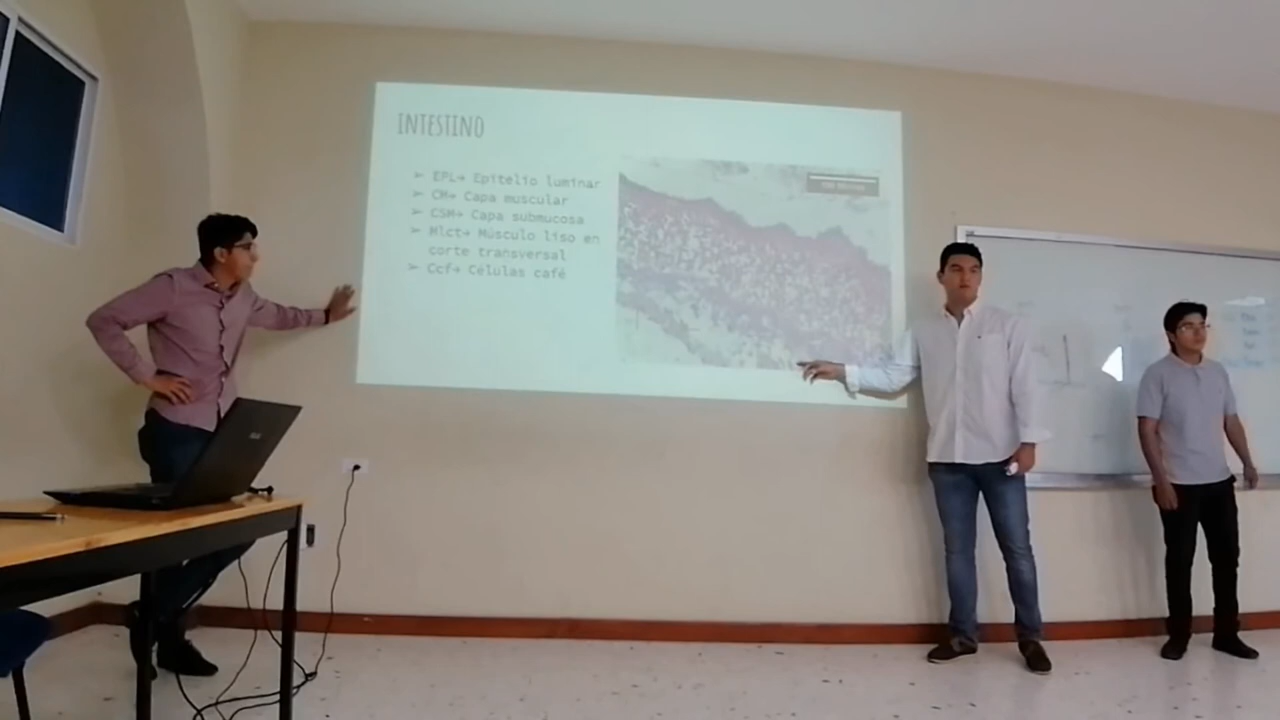 INTESTINO
➢ EPL→ Epitelio luminar
➢ CM→ Capa muscular
➢ CSM→ Capa submucosa
➢ Mlct→ Músculo liso en
corte transversal
➢ Ccf→ Células café